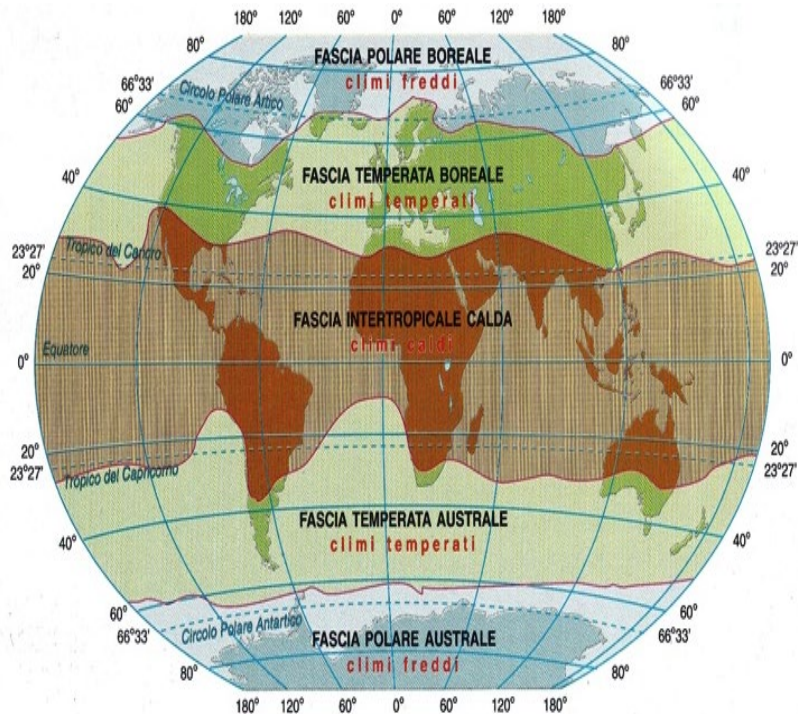 180° 120° 60° 0° 60° 120° 180°
80° 80°
FASCIA POLARE BOREALE
climi freddi
66°33' 66°33'
Circolo Polare Artico
60° 60°
FASCIA TEMPERATA BOREALE
climi temperati
40° 40°
Tropico del Cancro
23°27' 23°27'
20° 20°
FASCIA INTERTROPICALE CALDA
climi caldi
Equatore
0° 0°
20° 20°
23°27' 23°27'
Tropico del Capricorno
FASCIA TEMPERATA AUSTRALE
climi temperati
40° 40°
60° 60°
66°33' 66°33'
Circolo Polare Antartico
FASCIA POLARE AUSTRALE
climi freddi
80° 80°
180° 120° 60° 0° 60° 120° 180°